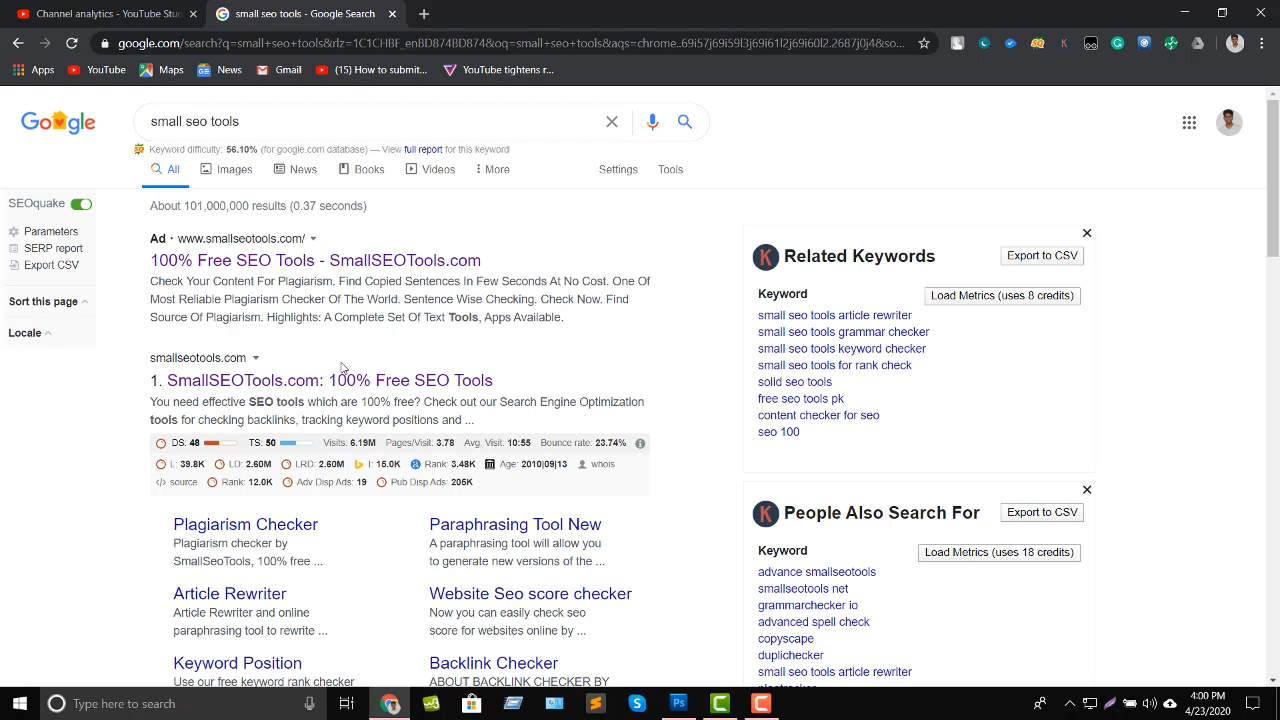 Channel analytics - YouTube Stu
small seo tools - Google Search
google.com/search?q=small+seo+tools&rlz=1C1CHBF_enBD874BD874&oq=small+seo+tools&aqs=chrome..69i57j69i59l3j69i61l2j69i60l2.2687j0j4&so...
Apps
YouTube
Maps
News
Gmail
(15) How to submit...
YouTube tightens r...
Google
small seo tools
Keyword difficulty: 56.10% (for google.com database) — View full report for this keyword
All
Images
News
Books
Videos
More
Settings
Tools
SEOquake
Parameters
SERP report
Export CSV
Sort this page
Locale
About 101,000,000 results (0.37 seconds)
Ad · www.smallseotools.com/
100% Free SEO Tools - SmallSEOTools.com
Check Your Content For Plagiarism. Find Copied Sentences In Few Seconds At No Cost. One Of
Most Reliable Plagiarism Checker Of The World. Sentence Wise Checking. Check Now. Find
Source Of Plagiarism. Highlights: A Complete Set Of Text Tools, Apps Available.
smallseotools.com
1. SmallSEOTools.com: 100% Free SEO Tools
You need effective SEO tools which are 100% free? Check out our Search Engine Optimization
tools for checking backlinks, tracking keyword positions and ...
DS: 48 TS: 50 Visits: 6.19M Pages/Visit: 3.78 Avg. Visit: 10:55 Bounce rate: 23.74%
L: 39.8K LD: 2.60M LRD: 2.60M I: 15.0K Rank: 3.48K Age: 2010|09|13 whois
</> source Rank: 12.0K Adv Disp Ads: 19 Pub Disp Ads: 205K
Plagiarism Checker
Plagiarism checker by
SmallSeoTools, 100% free ...
Paraphrasing Tool New
A paraphrasing tool will allow you
to generate new versions of the ...
Article Rewriter
Article Rewriter and online
paraphrasing tool to rewrite ...
Website Seo score checker
Now you can easily check seo
score for websites online by ...
Keyword Position
Use our free keyword rank checker
Backlink Checker
ABOUT BACKLINK CHECKER BY
Related Keywords
Export to CSV
Keyword
Load Metrics (uses 8 credits)
small seo tools article rewriter
small seo tools grammar checker
small seo tools keyword checker
small seo tools for rank check
solid seo tools
free seo tools pk
content checker for seo
seo 100
People Also Search For
Export to CSV
Keyword
Load Metrics (uses 18 credits)
advance smallseotools
smallseotools net
grammarchecker io
advanced spell check
copyscape
duplichecker
small seo tools article rewriter
Type here to search
4:00 PM
4/23/2020